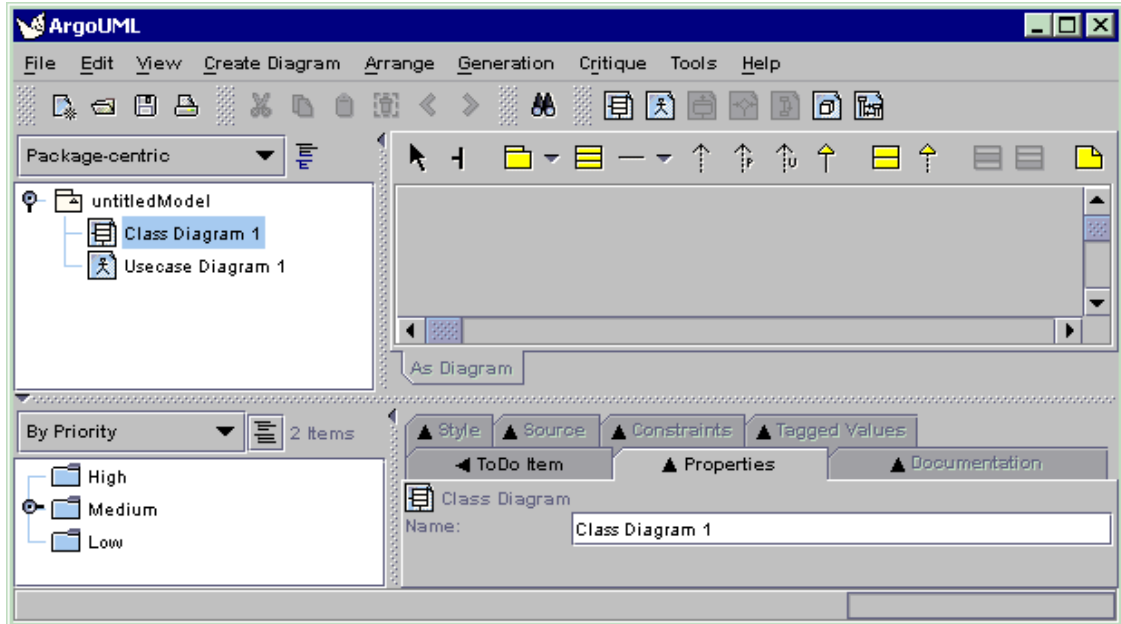 ArgoUML
File Edit View Create Diagram Arrange Generation Critique Tools Help
Package-centric
untitledModel
Class Diagram 1
Usecase Diagram 1
As Diagram
By Priority 2 Items
High
Medium
Low
Style Source Constraints Tagged Values
ToDo Item Properties Documentation
Class Diagram
Name: Class Diagram 1